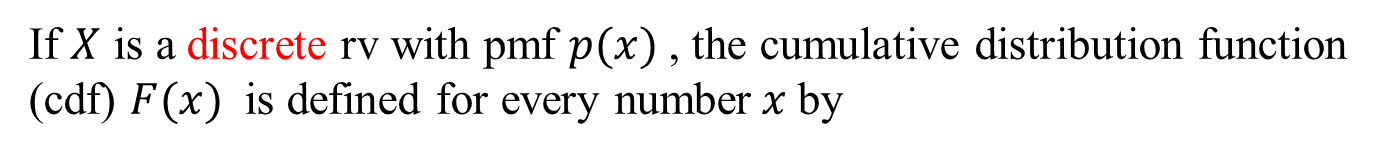 If X is a discrete rv with pmf p(x) , the cumulative distribution function
(cdf) F(x) is defined for every number x by